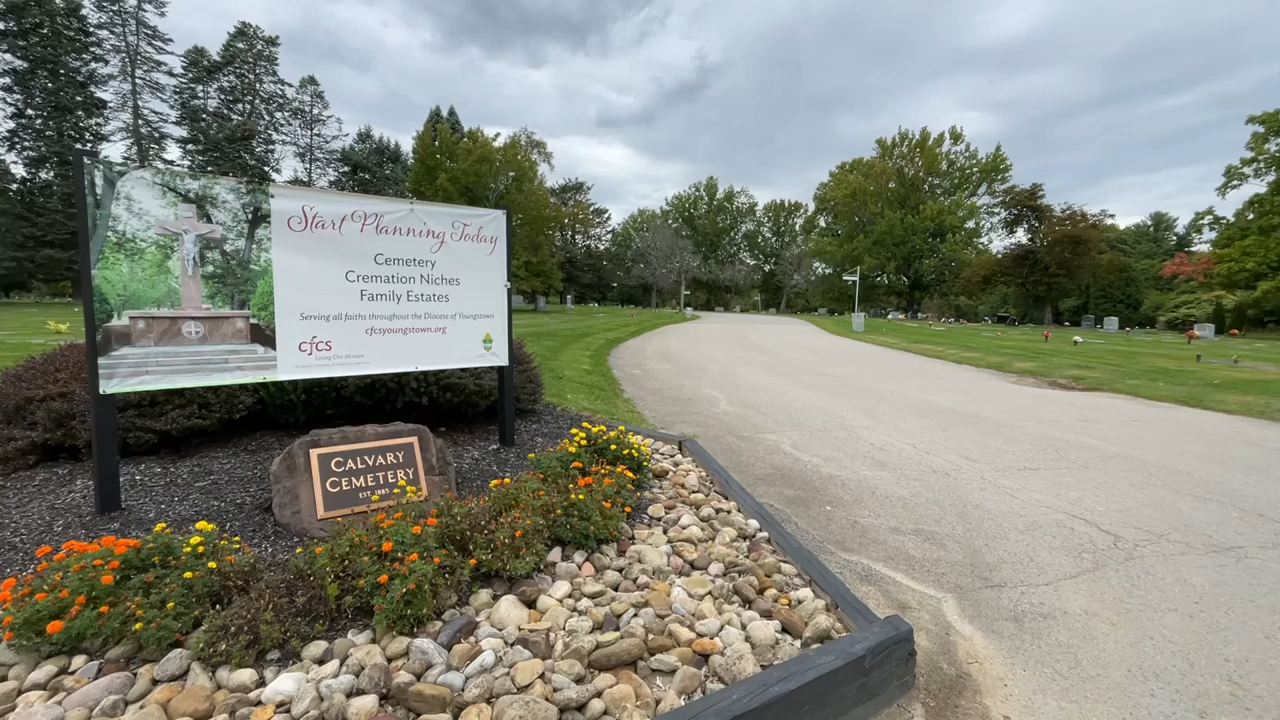 Start Planning Today
Cemetery
Cremation Niches
Family Estates
Serving all faiths throughout the Diocese of Youngstown
cfcsyoungstown.org
cfcs
Living Our Mission
CALVARY
CEMETERY
EST. 1885